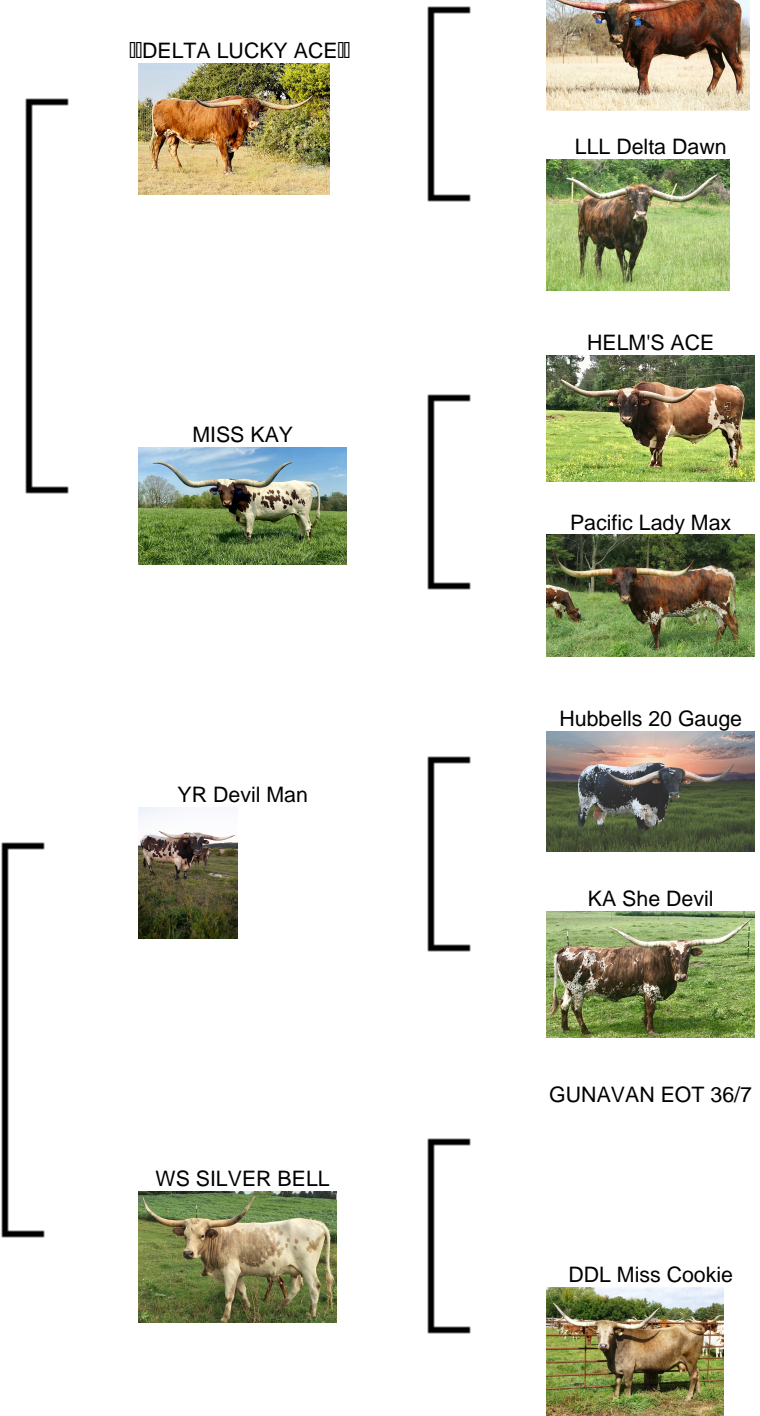 DELTA LUCKY ACE
LLL Delta Dawn
HELM'S ACE
MISS KAY
Pacific Lady Max
Hubbells 20 Gauge
YR Devil Man
KA She Devil
GUNAVAN EOT 36/7
WS SILVER BELL
DDL Miss Cookie